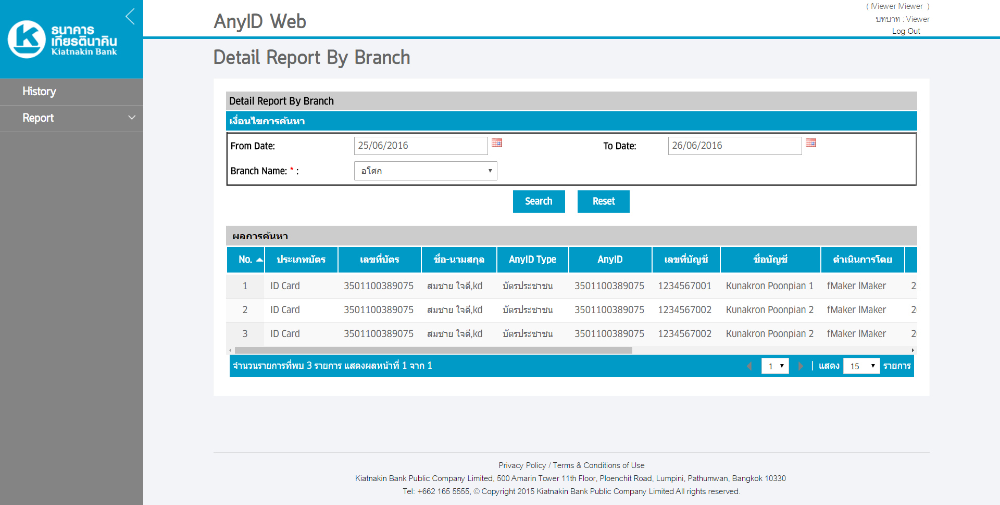 ธนาคาร
เกียรตินาคิน
Kiatnakin Bank
History
Report
AnyID Web
( fViewer lViewer )
บทบาท : Viewer
Log Out
Detail Report By Branch
Detail Report By Branch
เงื่อนไขการค้นหา
From Date: 25/06/2016 To Date: 26/06/2016
Branch Name: * : อโศก
Search Reset
ผลการค้นหา
No. ประเภทบัตร เลขที่บัตร ชื่อ-นามสกุล AnyID Type AnyID เลขที่บัญชี ชื่อบัญชี ดำเนินการโดย
1 ID Card 3501100389075 สมชาย ใจดี,kd บัตรประชาชน 3501100389075 1234567001 Kunakron Poonpian 1 fMaker lMaker 2
2 ID Card 3501100389075 สมชาย ใจดี,kd บัตรประชาชน 3501100389075 1234567002 Kunakron Poonpian 2 fMaker lMaker 2
3 ID Card 3501100389075 สมชาย ใจดี,kd บัตรประชาชน 3501100389075 1234567002 Kunakron Poonpian 2 fMaker lMaker 2
จำนวนรายการที่พบ 3 รายการ แสดงผลหน้าที่ 1 จาก 1 1 | แสดง 15 รายการ
Privacy Policy / Terms & Conditions of Use
Kiatnakin Bank Public Company Limited, 500 Amarin Tower 11th Floor, Ploenchit Road, Lumpini, Pathumwan, Bangkok 10330
Tel: +662 165 5555, © Copyright 2015 Kiatnakin Bank Public Company Limited All rights reserved.